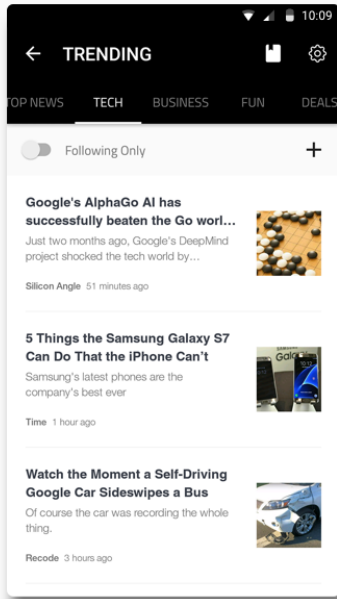 10:09
TRENDING
TOP NEWS TECH BUSINESS FUN DEALS
Following Only
Google's AlphaGo AI has
successfully beaten the Go worl...
Just two months ago, Google's DeepMind
project shocked the tech world by...
Silicon Angle 51 minutes ago
5 Things the Samsung Galaxy S7
Can Do That the iPhone Can't
Samsung's latest phones are the
company's best ever
Time 1 hour ago
Watch the Moment a Self-Driving
Google Car Sideswipes a Bus
Of course the car was recording the whole
thing.
Recode 3 hours ago